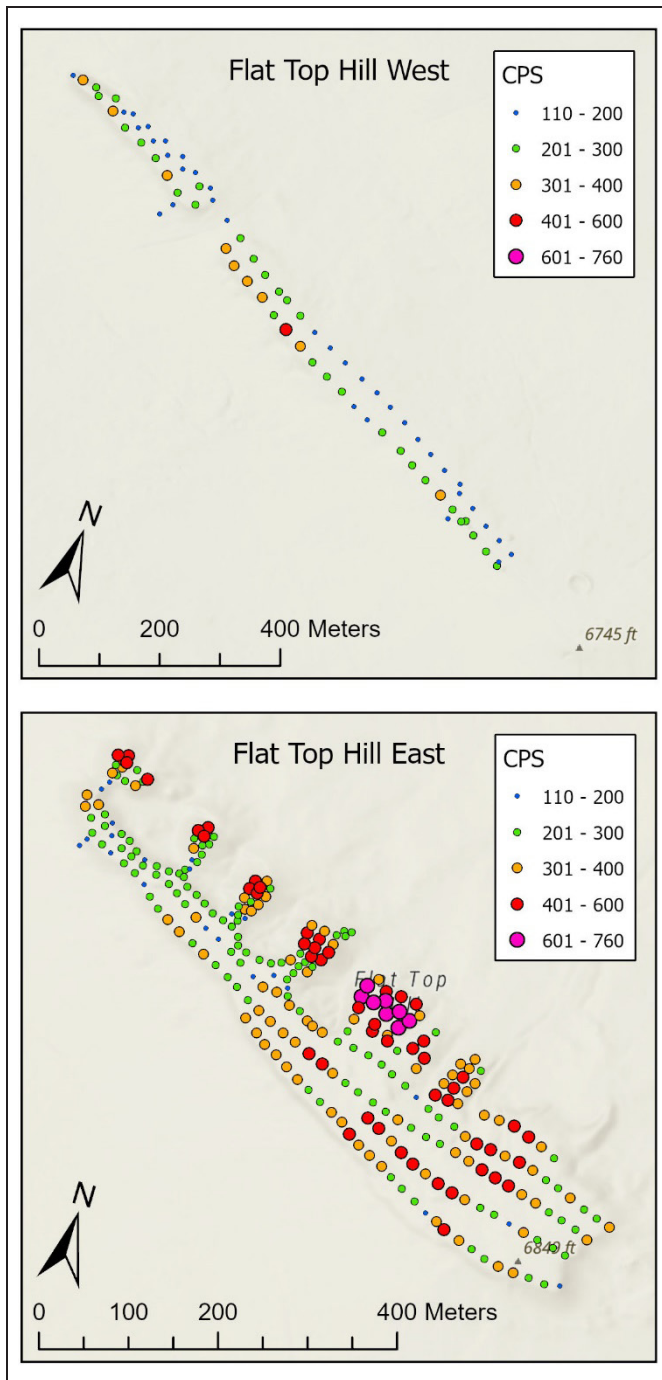 Flat Top Hill West
CPS
110 - 200
201 - 300
301 - 400
401 - 600
601 - 760
N
0 200 400 Meters
6745 ft
Flat Top Hill East
CPS
110 - 200
201 - 300
301 - 400
401 - 600
601 - 760
Flat Top
N
6840 ft
0 100 200 400 Meters